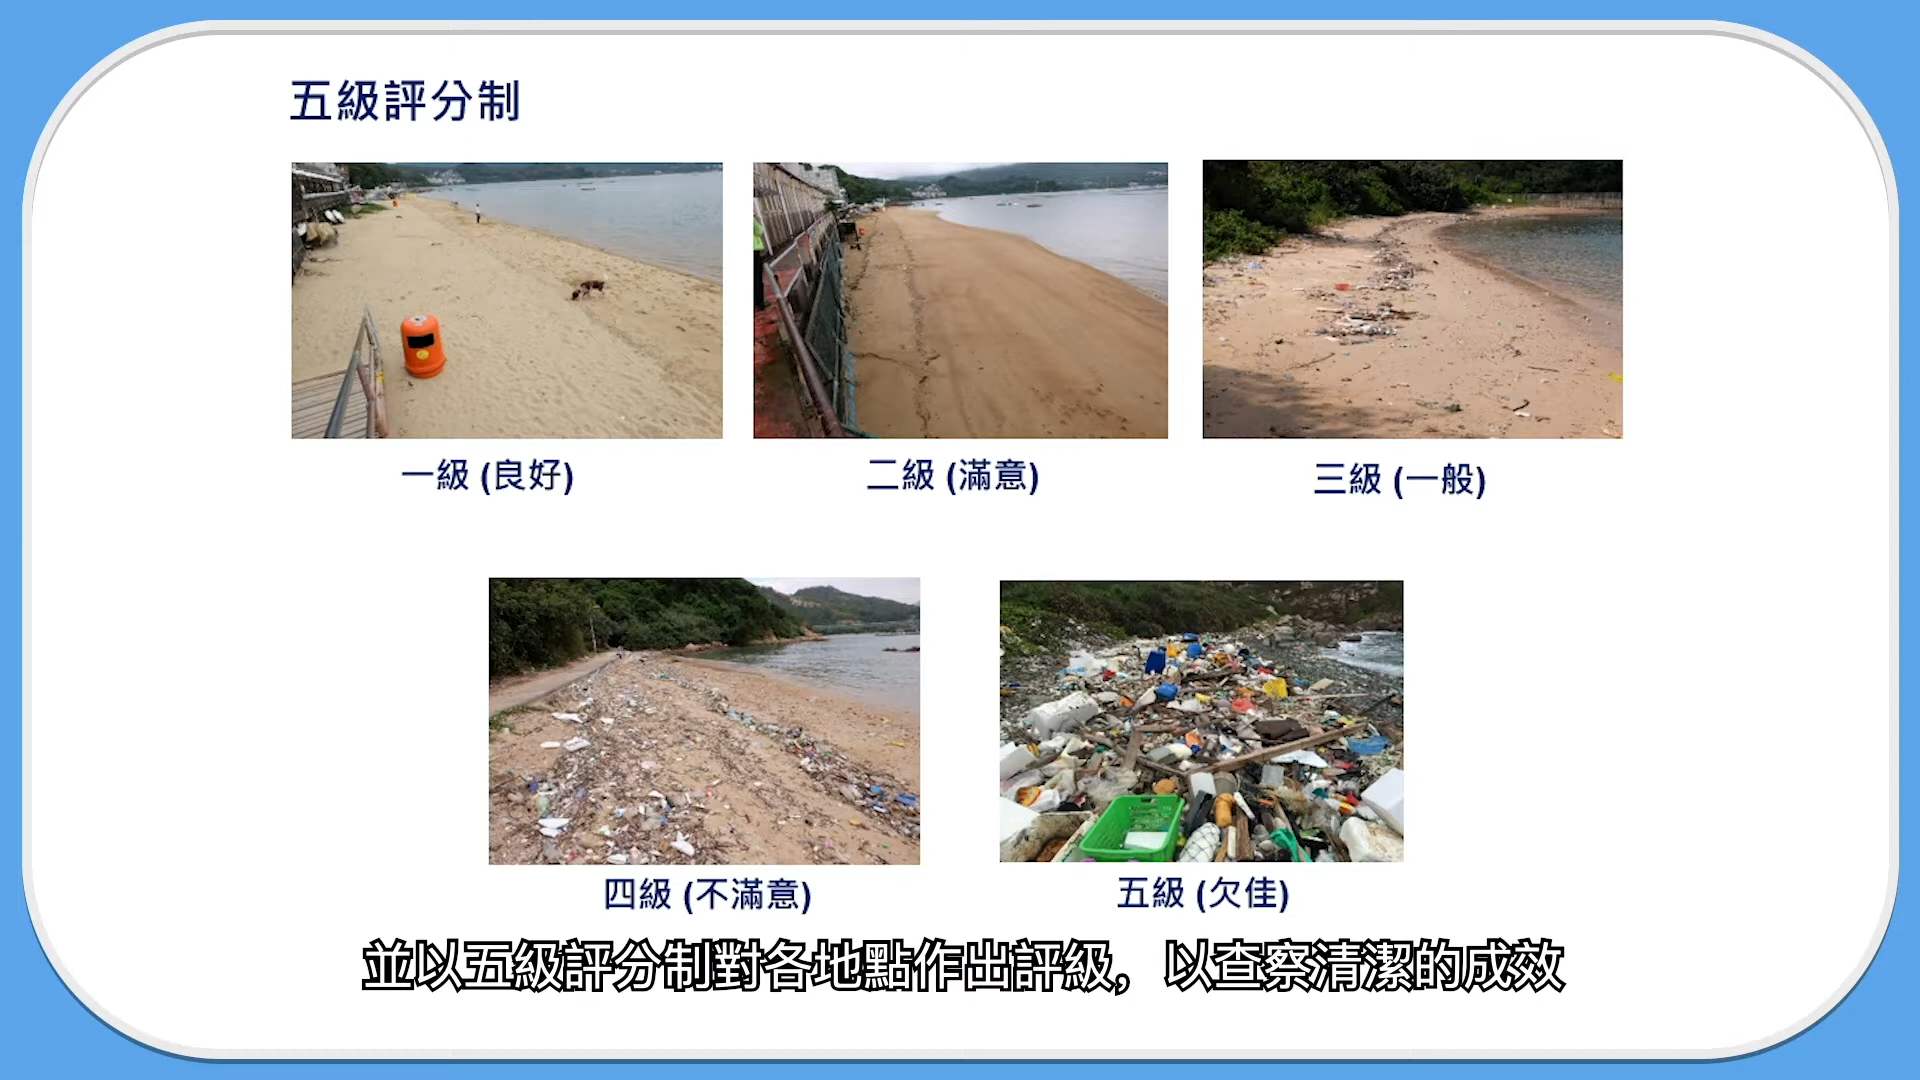 五級評分制
一級 (良好)
二級 (滿意)
三級 (一般)
四級 (不滿意)
五級 (欠佳)
並以五級評分制對各地點作出評級，以查察清潔的成效